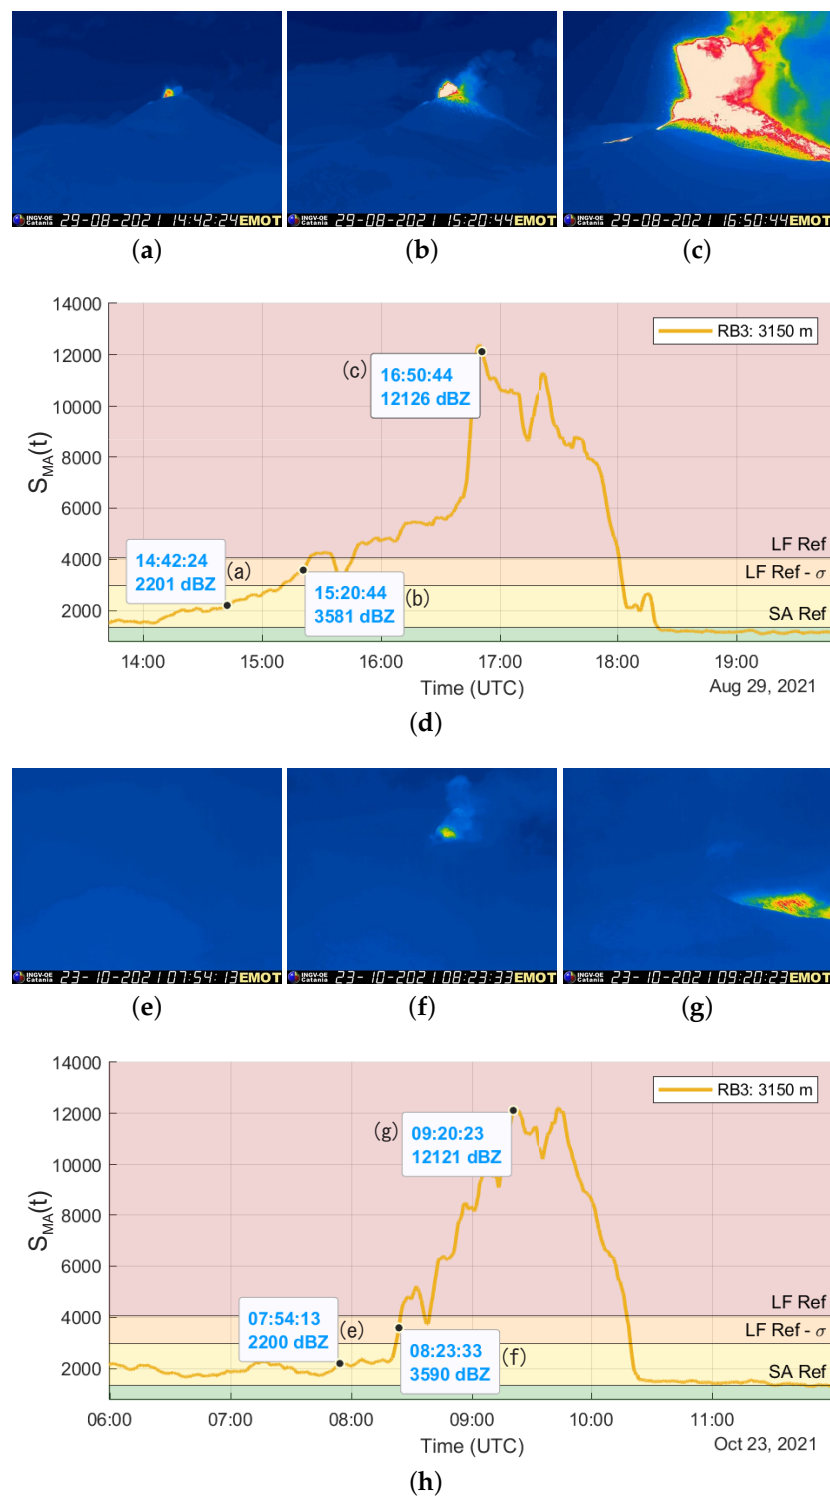 INGV-OE
Catania 29-08-2021 14:42:24 EMOT
INGV-OE
Catania 29-08-2021 15:20:44 EMOT
INGV-OE
Catania 29-08-2021 16:50:44 EMOT
(a)
(b)
(c)
14000
12000
10000
8000
6000
4000
2000
S_MA(t)
RB3: 3150 m
(c)
16:50:44
12126 dBZ
14:42:24
2201 dBZ
(a)
15:20:44
3581 dBZ
(b)
LF Ref
LF Ref - σ
SA Ref
14:00
15:00
16:00
17:00
18:00
19:00
Time (UTC)
Aug 29, 2021
(d)
INGV-OE
Catania 23-10-2021 07:54:13 EMOT
INGV-OE
Catania 23-10-2021 08:23:33 EMOT
INGV-OE
Catania 23-10-2021 09:20:23 EMOT
(e)
(f)
(g)
14000
12000
10000
8000
6000
4000
2000
S_MA(t)
RB3: 3150 m
(g)
09:20:23
12121 dBZ
07:54:13
2200 dBZ
(e)
08:23:33
3590 dBZ
(f)
LF Ref
LF Ref - σ
SA Ref
06:00
07:00
08:00
09:00
10:00
11:00
Time (UTC)
Oct 23, 2021
(h)